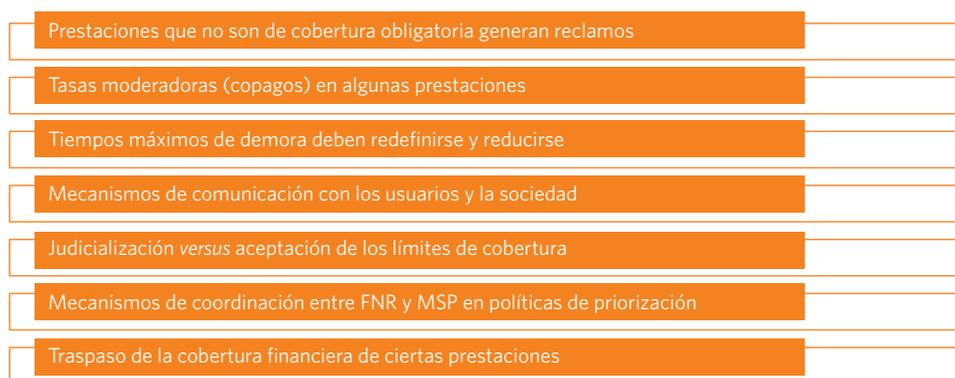 Prestaciones que no son de cobertura obligatoria generan reclamos
Tasas moderadoras (copagos) en algunas prestaciones
Tiempos máximos de demora deben redefinirse y reducirse
Mecanismos de comunicación con los usuarios y la sociedad
Judicialización versus aceptación de los límites de cobertura
Mecanismos de coordinación entre FNR y MSP en políticas de priorización
Traspaso de la cobertura financiera de ciertas prestaciones